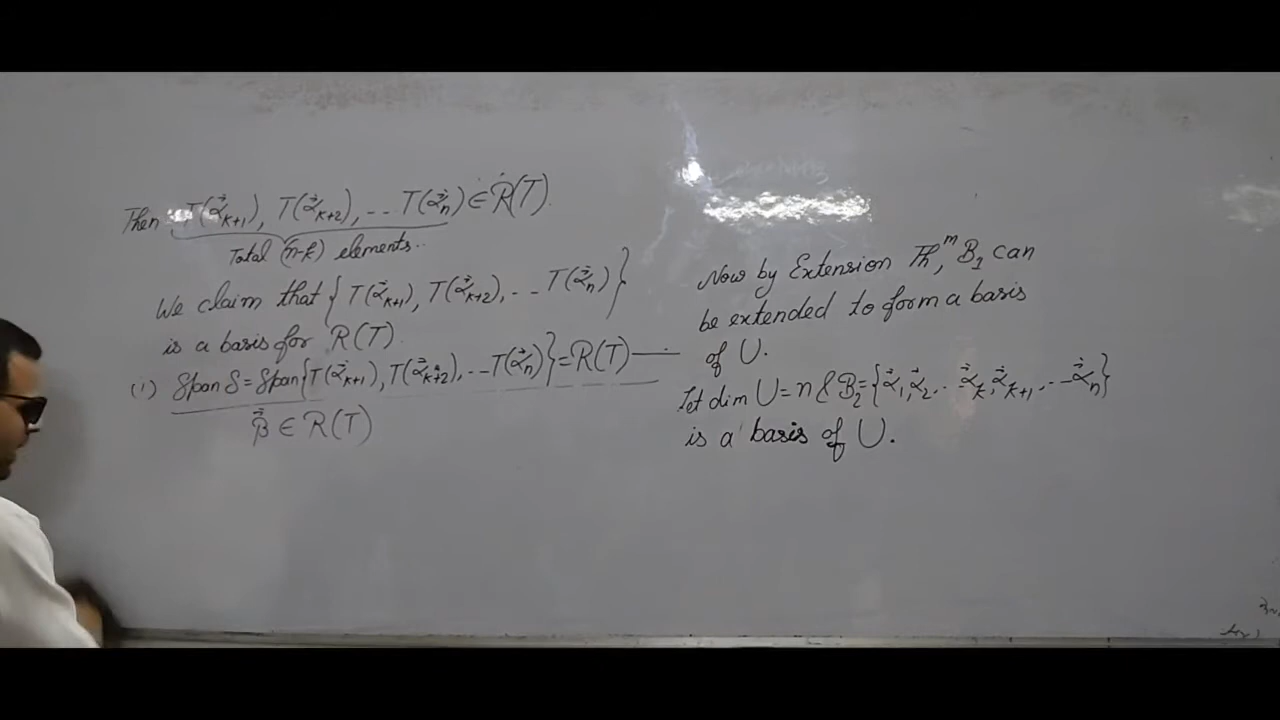 Then T(α⃗ₖ₊₁), T(α⃗ₖ₊₂), -- T(α⃗ₙ) ∈ R(T).
Total (n-k) elements..
We claim that {T(α⃗ₖ₊₁), T(α⃗ₖ₊₂), -- T(α⃗ₙ)}
is a basis for R(T).
(1) Span S = Span{T(α⃗ₖ₊₁), T(α⃗ₖ₊₂), -- T(α⃗ₙ)} = R(T)
β⃗ ∈ R(T)
Now by Extension Thᵐ, B₁ can
be extended to form a basis
of U.
Let dim U = n & B₂ = {α⃗₁, α⃗₂, .. α⃗ₖ, α⃗ₖ₊₁, -- α⃗ₙ}
is a basis of U.